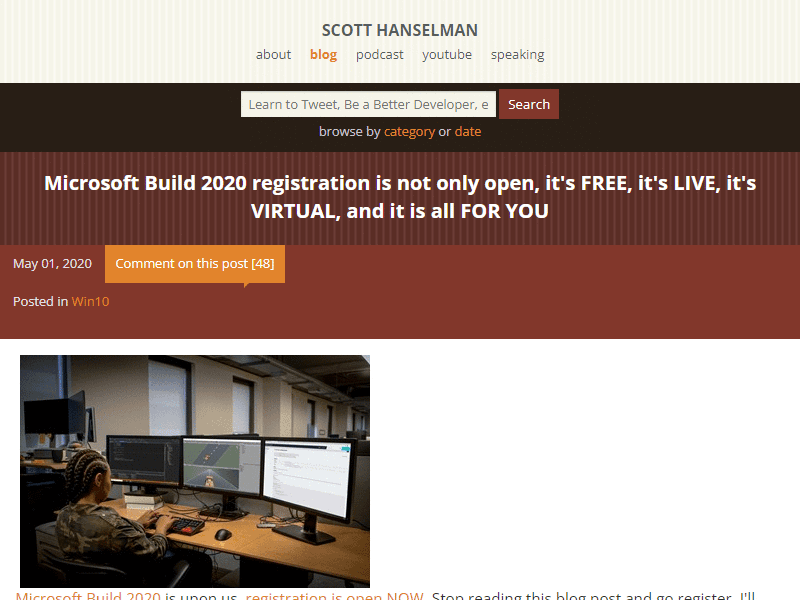 SCOTT HANSELMAN
about blog podcast youtube speaking
Learn to Tweet, Be a Better Developer, e Search
browse by category or date
Microsoft Build 2020 registration is not only open, it's FREE, it's LIVE, it's
VIRTUAL, and it is all FOR YOU
May 01, 2020 Comment on this post [48]
Posted in Win10
Microsoft Build 2020 is upon us, registration is open NOW. Stop reading this blog post and go register, I'll